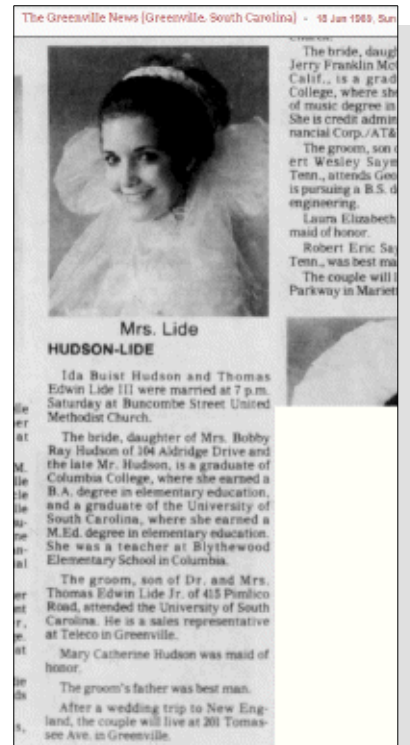 The Greenville News (Greenville, South Carolina) - 18 Jun 1989, Sun
The bride, daug
Jerry Franklin Mc
Calif., is a grad
College, where sh
of music degree in
She is credit admin
nancial Corp./AT&
The groom, son
ert Wesley Saye
Tenn., attends Geo
is pursuing a B.S. d
engineering.
Laura Elizabeth
maid of honor.
Robert Eric Sa
Tenn., was best ma
The couple will l
Parkway in Mariet
Mrs. Lide
HUDSON-LIDE
Ida Buist Hudson and Thomas
Edwin Lide III were married at 7 p.m.
Saturday at Buncombe Street United
Methodist Church.
The bride, daughter of Mrs. Bobby
Ray Hudson of 104 Aldridge Drive and
the late Mr. Hudson, is a graduate of
Columbia College, where she earned a
B.A. degree in elementary education,
and a graduate of the University of
South Carolina, where she earned a
M.Ed. degree in elementary education.
She was a teacher at Blythewood
Elementary School in Columbia.
The groom, son of Dr. and Mrs.
Thomas Edwin Lide Jr. of 415 Pimlico
Road, attended the University of South
Carolina. He is a sales representative
at Teleco in Greenville.
Mary Catherine Hudson was maid of
honor.
The groom's father was best man.
After a wedding trip to New Eng-
land, the couple will live at 201 Tomas-
see Ave. in Greenville.